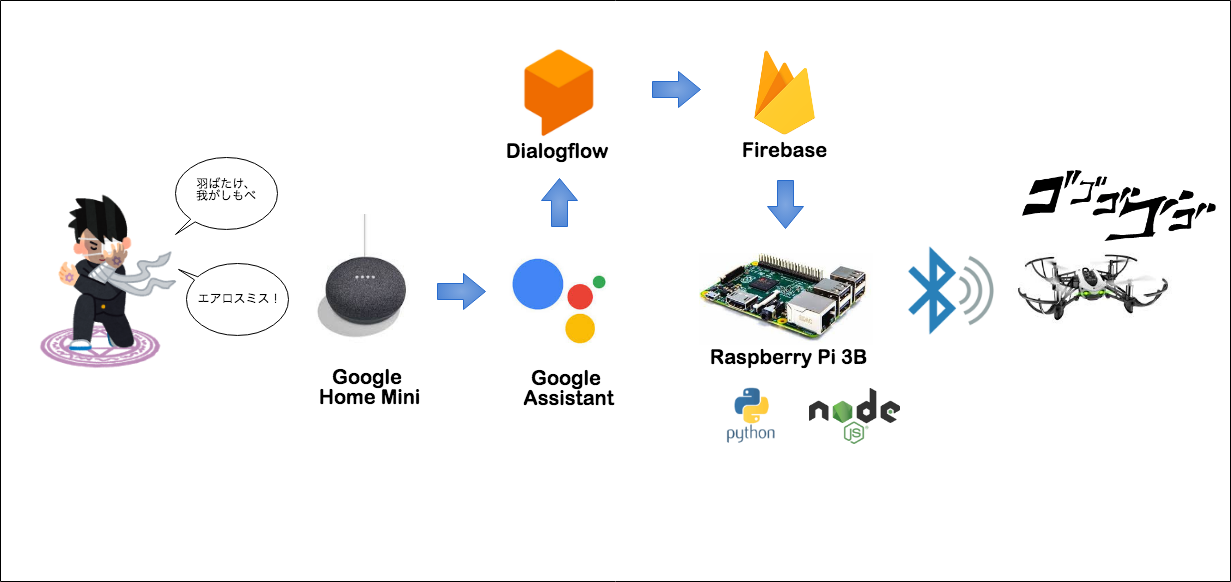 Dialogflow
Firebase
羽ばたけ、
我がしもべ
エアロスミス！
ゴゴゴゴゴ
Google
Home Mini
Google
Assistant
Raspberry Pi 3B
python
node
JS